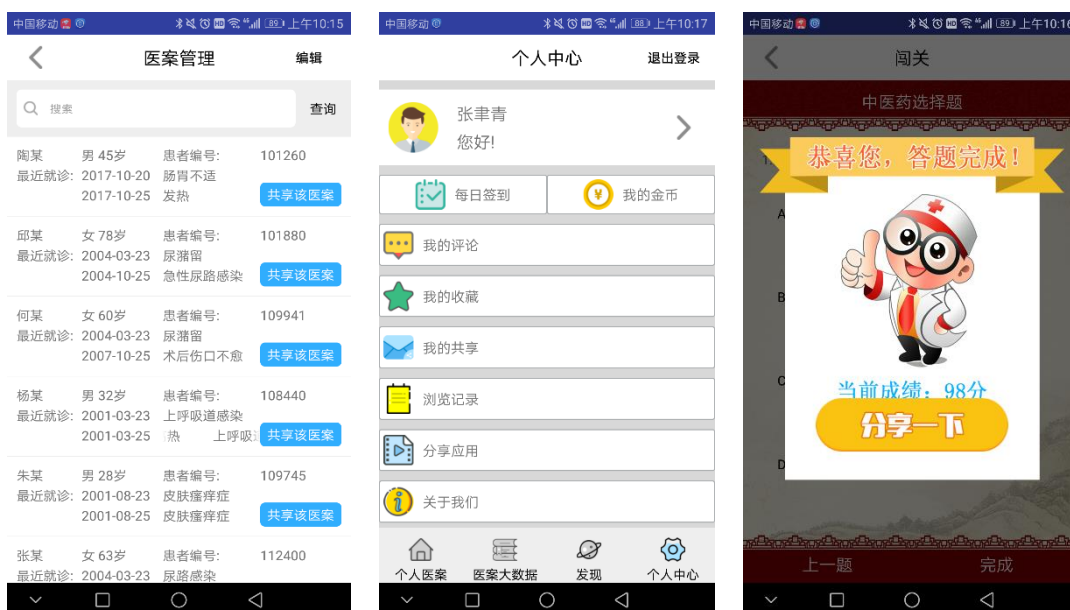 中国移动 HD 46 89 上午10:15
医案管理 编辑
搜索 查询
陶某 男 45岁 患者编号: 101260
最近就诊: 2017-10-20 肠胃不适
2017-10-25 发热 共享该医案
邱某 女 78岁 患者编号: 101880
最近就诊: 2004-03-23 尿潴留
2004-10-25 急性尿路感染 共享该医案
何某 女 60岁 患者编号: 109941
最近就诊: 2004-03-23 尿潴留
2007-10-25 术后伤口不愈 共享该医案
杨某 男 32岁 患者编号: 108440
最近就诊: 2001-03-23 上呼吸道感染
2001-03-25 热 上呼吸 共享该医案
朱某 男 28岁 患者编号: 109745
最近就诊: 2001-08-23 皮肤瘙痒症
2001-08-25 皮肤瘙痒症 共享该医案
张某 女 63岁 患者编号: 112400
最近就诊: 2004-03-23 尿路感染
中国移动 HD 46 88 上午10:17
个人中心 退出登录
张聿青
您好!
每日签到 我的金币
我的评论
我的收藏
我的共享
浏览记录
分享应用
关于我们
个人医案 医案大数据 发现 个人中心
中国移动 HD 46 89 上午10:16
闯关
中医药选择题
恭喜您，答题完成！
A
B
C
当前成绩：98分
分享一下
D
上一题 完成